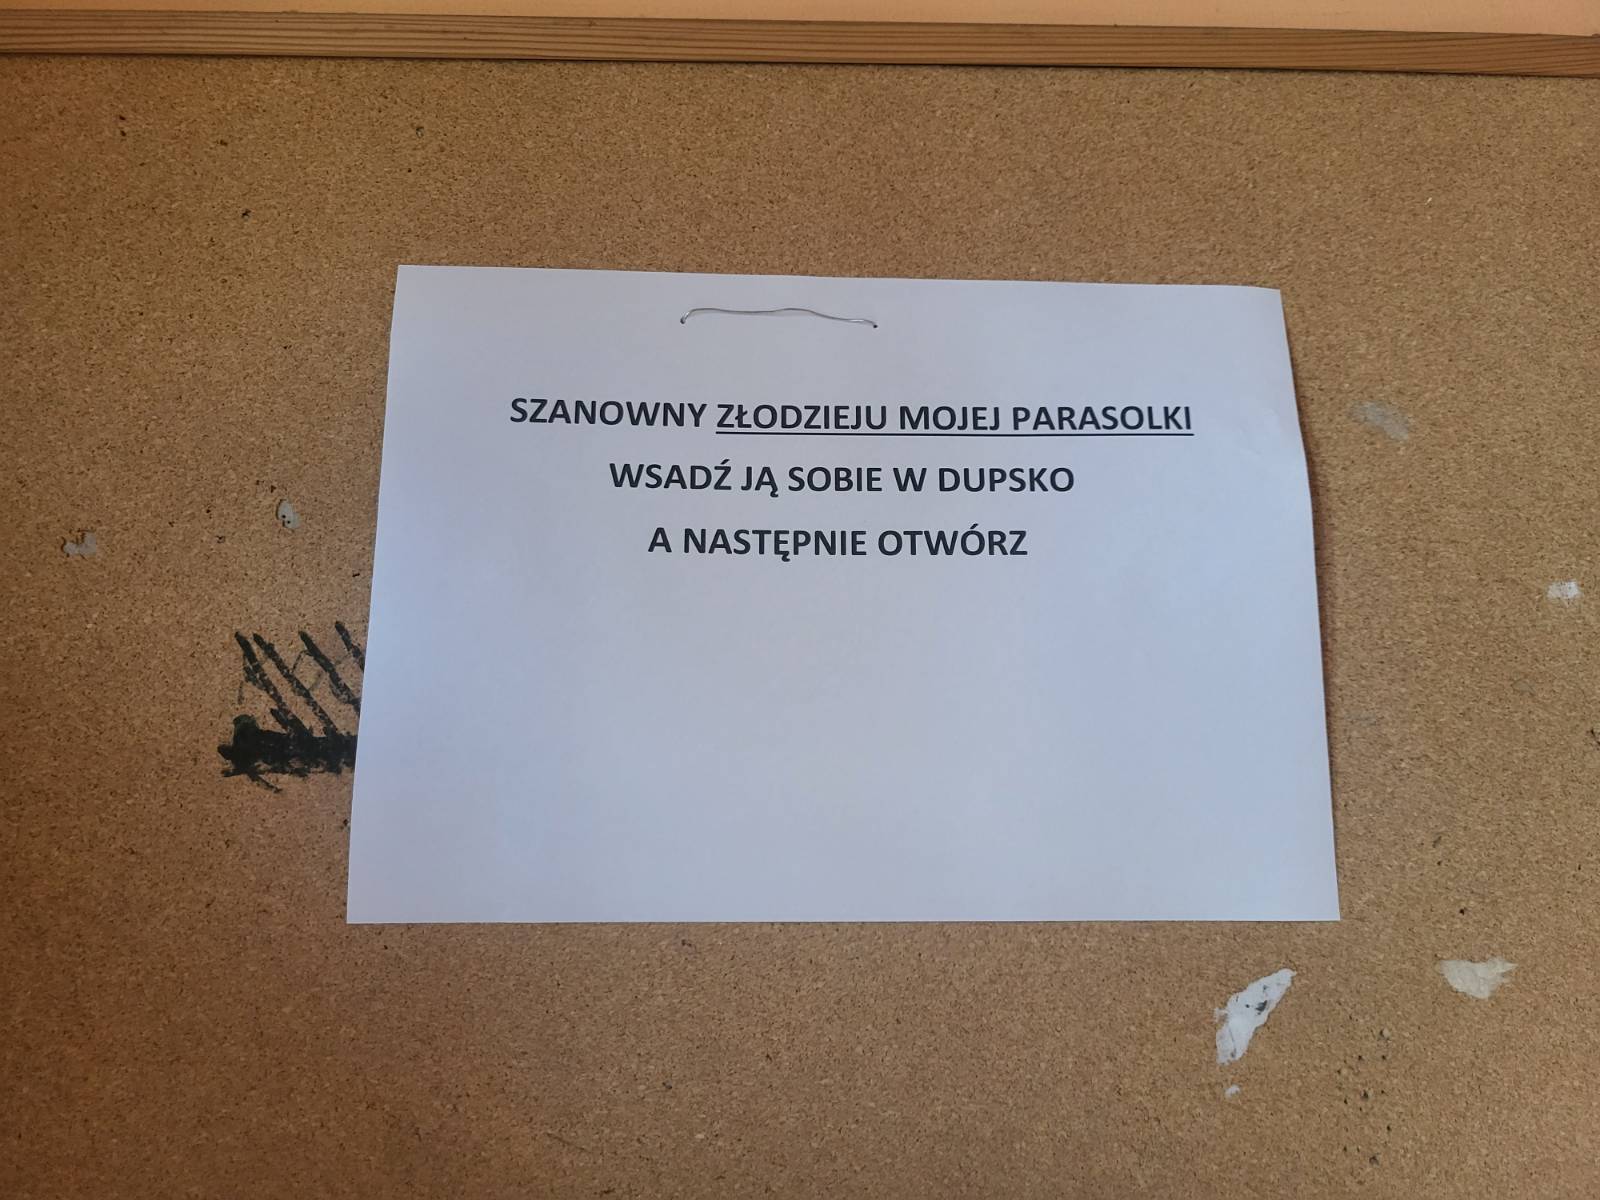 SZANOWNY ZŁODZIEJU MOJEJ PARASOLKI
WSADŹ JĄ SOBIE W DUPSKO
A NASTĘPNIE OTWÓRZ